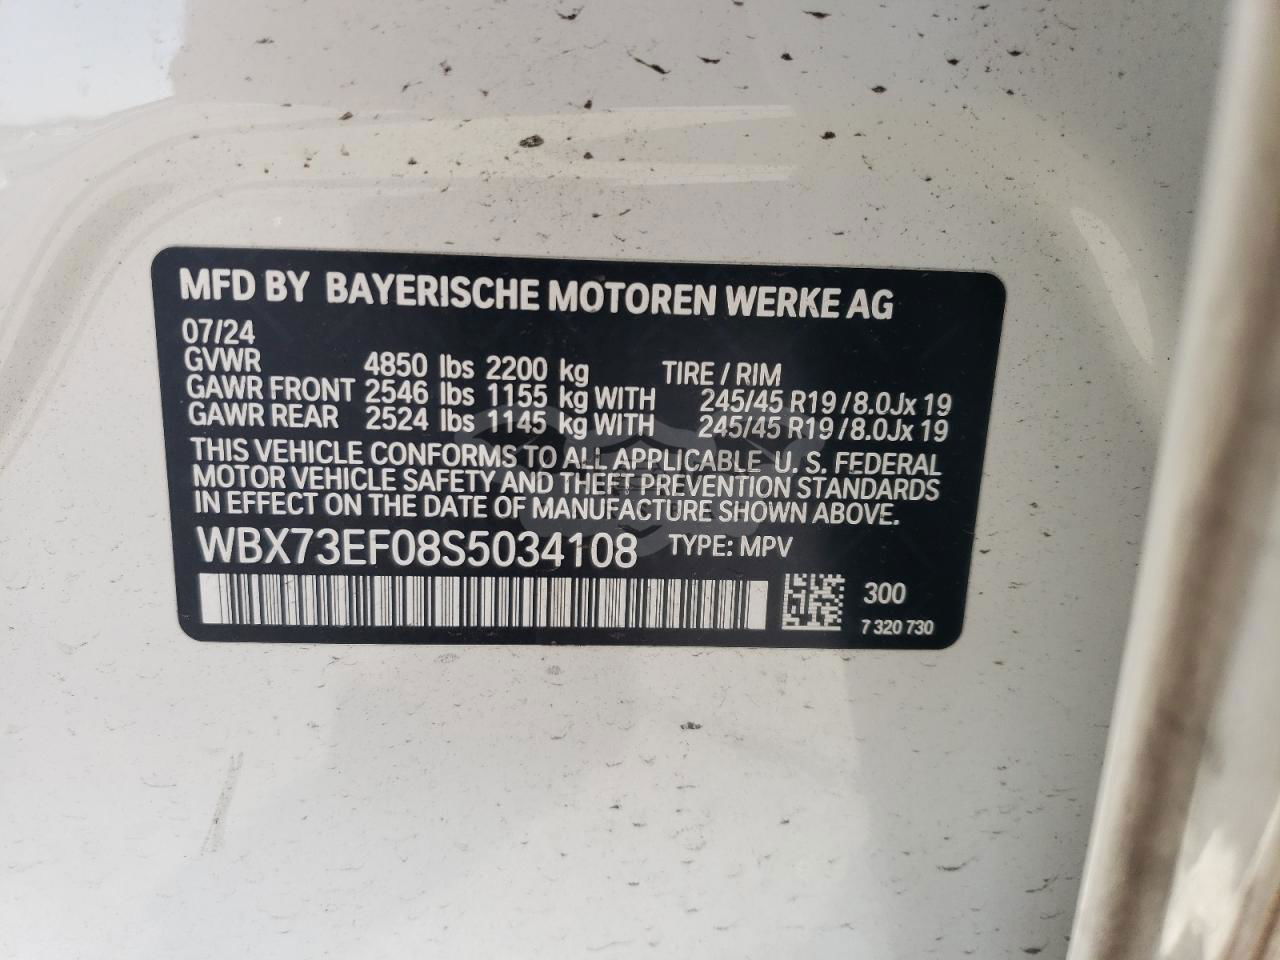 MFD BY BAYERISCHE MOTOREN WERKE AG
07/24
GVWR 4850 lbs 2200 kg TIRE / RIM
GAWR FRONT 2546 lbs 1155 kg WITH 245/45 R19 / 8.0Jx 19
GAWR REAR 2524 lbs 1145 kg WITH 245/45 R19 / 8.0Jx 19
THIS VEHICLE CONFORMS TO ALL APPLICABLE U. S. FEDERAL
MOTOR VEHICLE SAFETY AND THEFT PREVENTION STANDARDS
IN EFFECT ON THE DATE OF MANUFACTURE SHOWN ABOVE.
WBX73EF08S5034108 TYPE: MPV
300
7 320 730